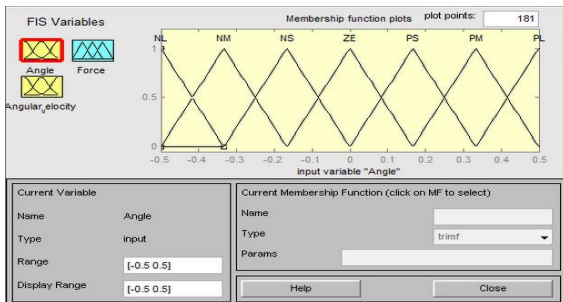 FIS Variables
Membership function plots plot points: 181
Angle Force
Angular_velocity
NL NM NS ZE PS PM PL
1
0.5
0
-0.5 -0.4 -0.3 -0.2 -0.1 0 0.1 0.2 0.3 0.4 0.5
input variable "Angle"
Current Variable
Name Angle
Type input
Range [-0.5 0.5]
Display Range [-0.5 0.5]
Current Membership Function (click on MF to select)
Name
Type trimf
Params
Help Close